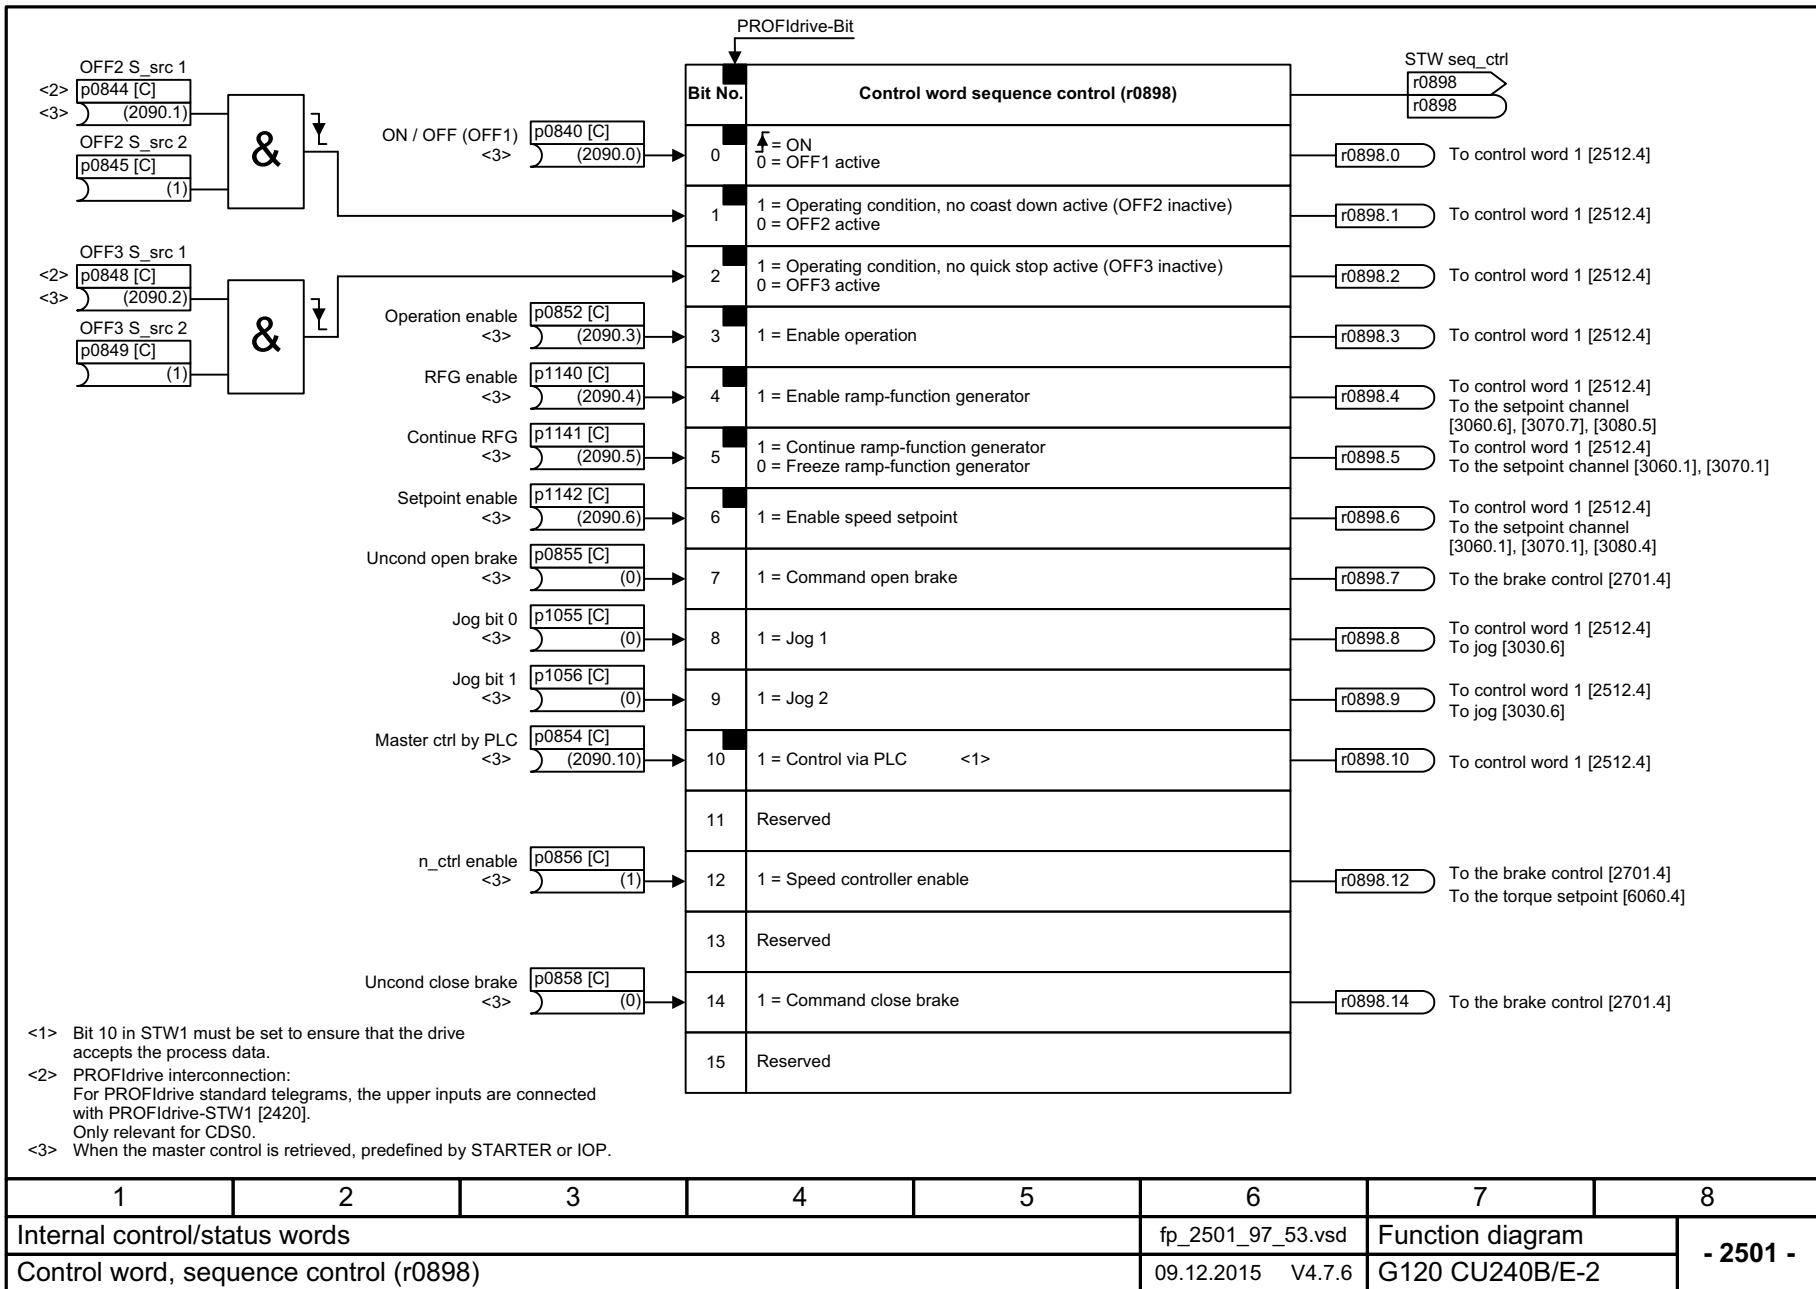 PROFIdrive-Bit
OFF2 S_src 1
<2> p0844 [C]
<3> (2090.1)
OFF2 S_src 2
p0845 [C]
(1)
&
OFF3 S_src 1
<2> p0848 [C]
<3> (2090.2)
OFF3 S_src 2
p0849 [C]
(1)
&
Bit No. Control word sequence control (r0898)
STW seq_ctrl
r0898
r0898
ON / OFF (OFF1) p0840 [C]
<3> (2090.0)
0 = ON
0 = OFF1 active
r0898.0 To control word 1 [2512.4]
1 1 = Operating condition, no coast down active (OFF2 inactive)
0 = OFF2 active
r0898.1 To control word 1 [2512.4]
2 1 = Operating condition, no quick stop active (OFF3 inactive)
0 = OFF3 active
r0898.2 To control word 1 [2512.4]
Operation enable p0852 [C]
<3> (2090.3)
3 1 = Enable operation
r0898.3 To control word 1 [2512.4]
RFG enable p1140 [C]
<3> (2090.4)
4 1 = Enable ramp-function generator
r0898.4 To control word 1 [2512.4]
To the setpoint channel
[3060.6], [3070.7], [3080.5]
Continue RFG p1141 [C]
<3> (2090.5)
5 1 = Continue ramp-function generator
0 = Freeze ramp-function generator
r0898.5 To control word 1 [2512.4]
To the setpoint channel [3060.1], [3070.1]
Setpoint enable p1142 [C]
<3> (2090.6)
6 1 = Enable speed setpoint
r0898.6 To control word 1 [2512.4]
To the setpoint channel
[3060.1], [3070.1], [3080.4]
Uncond open brake p0855 [C]
<3> (0)
7 1 = Command open brake
r0898.7 To the brake control [2701.4]
Jog bit 0 p1055 [C]
<3> (0)
8 1 = Jog 1
r0898.8 To control word 1 [2512.4]
To jog [3030.6]
Jog bit 1 p1056 [C]
<3> (0)
9 1 = Jog 2
r0898.9 To control word 1 [2512.4]
To jog [3030.6]
Master ctrl by PLC p0854 [C]
<3> (2090.10)
10 1 = Control via PLC <1>
r0898.10 To control word 1 [2512.4]
11 Reserved
n_ctrl enable p0856 [C]
<3> (1)
12 1 = Speed controller enable
r0898.12 To the brake control [2701.4]
To the torque setpoint [6060.4]
13 Reserved
Uncond close brake p0858 [C]
<3> (0)
14 1 = Command close brake
r0898.14 To the brake control [2701.4]
15 Reserved
<1> Bit 10 in STW1 must be set to ensure that the drive
accepts the process data.
<2> PROFIdrive interconnection:
For PROFIdrive standard telegrams, the upper inputs are connected
with PROFIdrive-STW1 [2420].
Only relevant for CDS0.
<3> When the master control is retrieved, predefined by STARTER or IOP.
1 2 3 4 5 6 7 8
Internal control/status words fp_2501_97_53.vsd Function diagram
- 2501 -
Control word, sequence control (r0898) 09.12.2015 V4.7.6 G120 CU240B/E-2